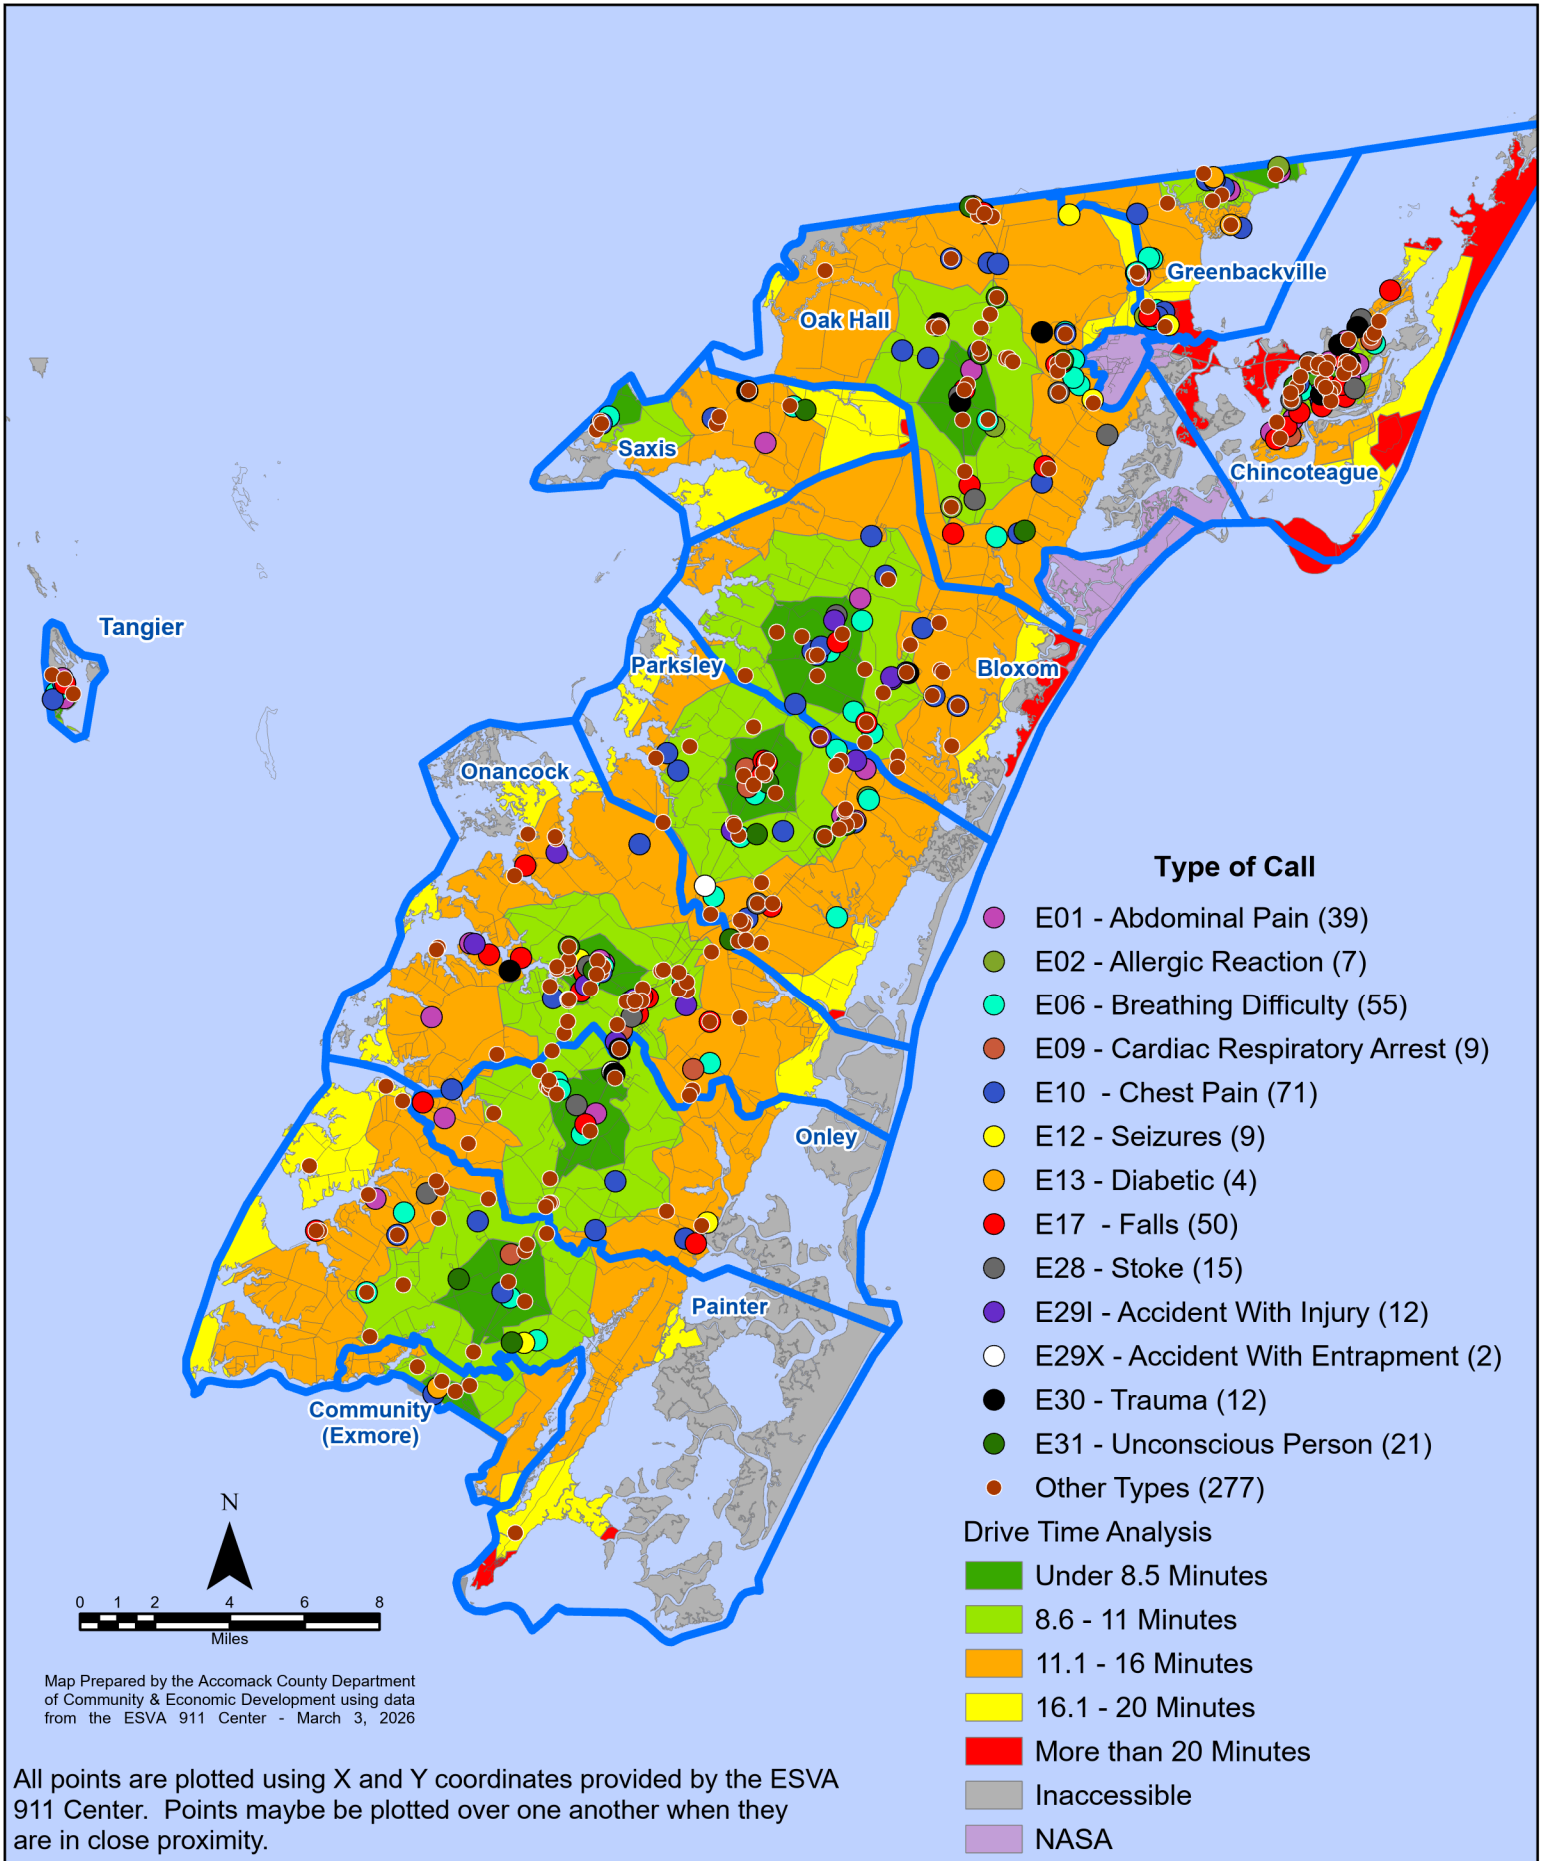 Greenbackville
Oak Hall
Saxis
Chincoteague
Tangier
Parksley
Bloxom
Onancock
Type of Call
E01 - Abdominal Pain (39)
E02 - Allergic Reaction (7)
E06 - Breathing Difficulty (55)
E09 - Cardiac Respiratory Arrest (9)
E10 - Chest Pain (71)
E12 - Seizures (9)
E13 - Diabetic (4)
E17 - Falls (50)
E28 - Stoke (15)
E29I - Accident With Injury (12)
E29X - Accident With Entrapment (2)
E30 - Trauma (12)
E31 - Unconscious Person (21)
Other Types (277)
Drive Time Analysis
Under 8.5 Minutes
8.6 - 11 Minutes
11.1 - 16 Minutes
16.1 - 20 Minutes
More than 20 Minutes
Inaccessible
NASA
Onley
Painter
Community
(Exmore)
N
0 1 2 4 6 8
Miles
Map Prepared by the Accomack County Department
of Community & Economic Development using data
from the ESVA 911 Center - March 3, 2026
All points are plotted using X and Y coordinates provided by the ESVA
911 Center. Points maybe be plotted over one another when they
are in close proximity.